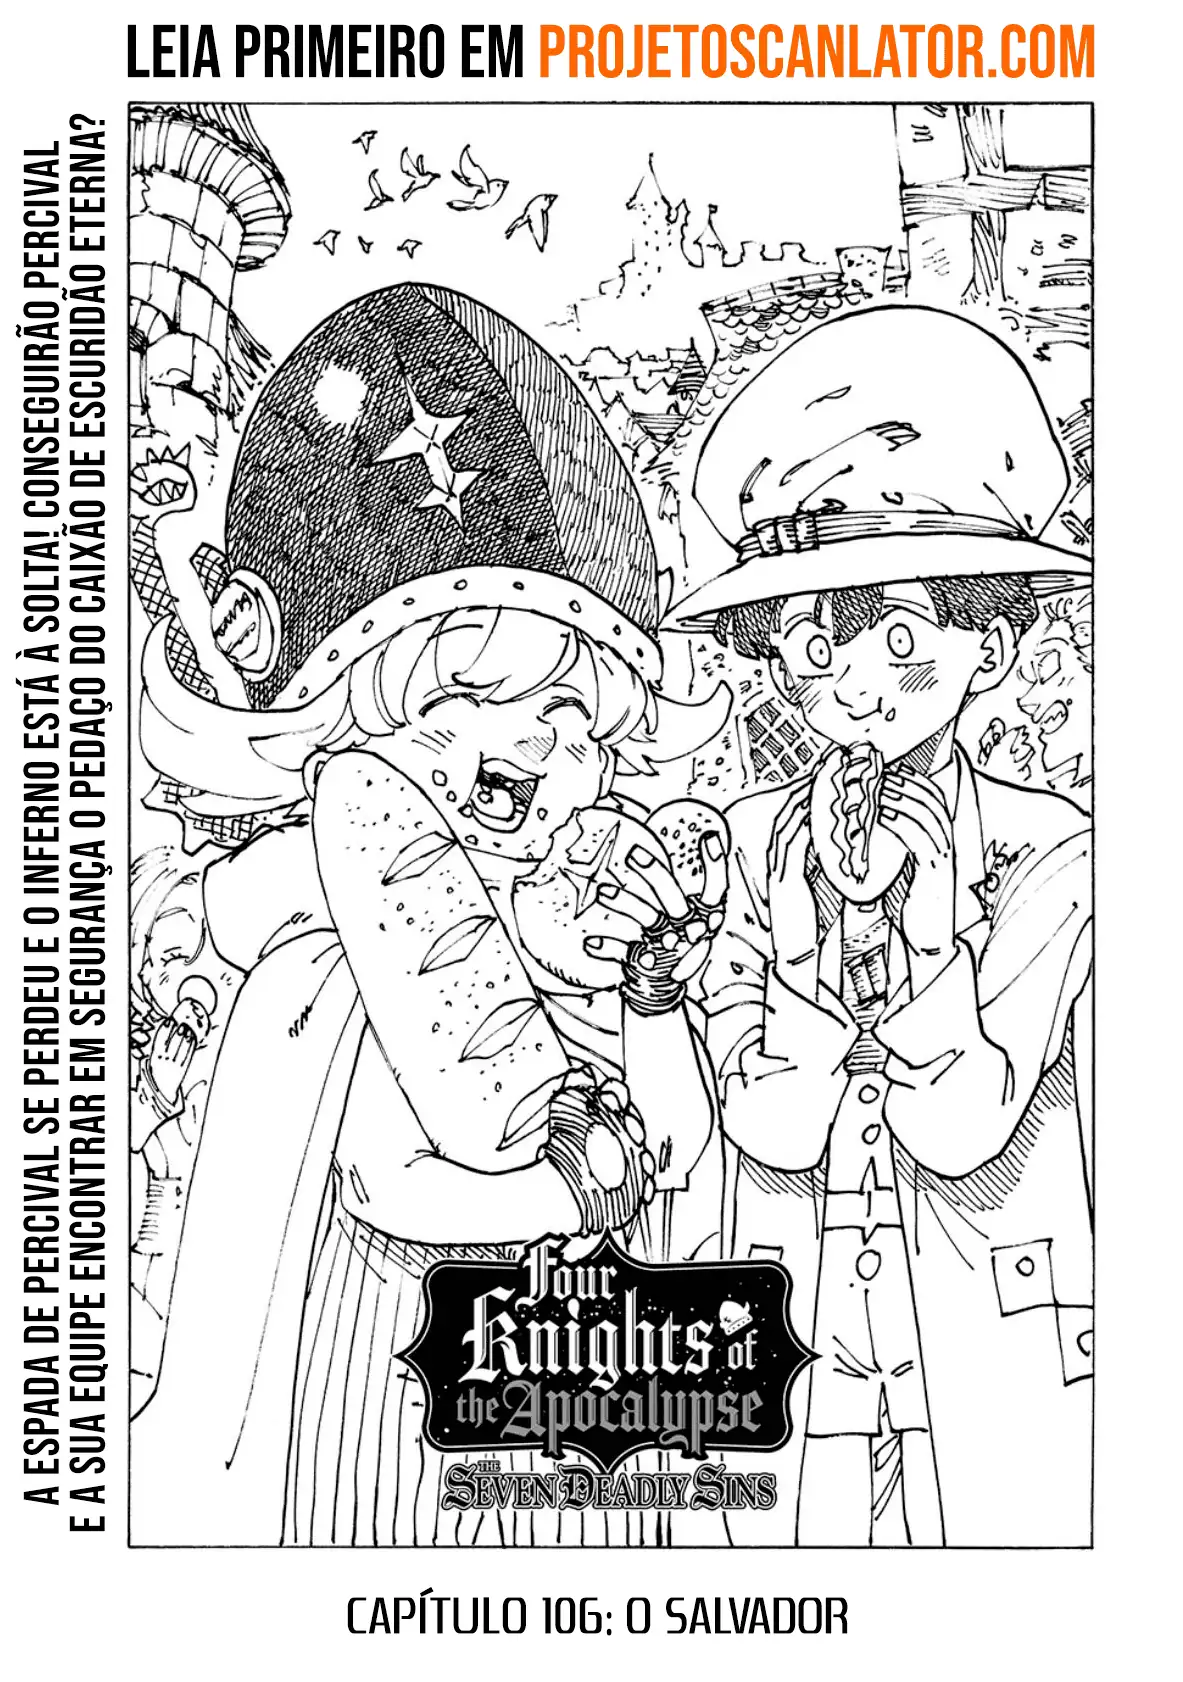 LEIA PRIMEIRO EM PROJETOSCANLATOR.COM
A ESPADA DE PERCIVAL SE PERDEU E O INFERNO ESTÁ À SOLTA! CONSEGUIRÃO PERCIVAL
E A SUA EQUIPE ENCONTRAR EM SEGURANÇA O PEDAÇO DO CAIXÃO DE ESCURIDÃO ETERNA?
Four
Knights of
the Apocalypse
THE
SEVEN DEADLY SINS
CAPÍTULO 106: O SALVADOR